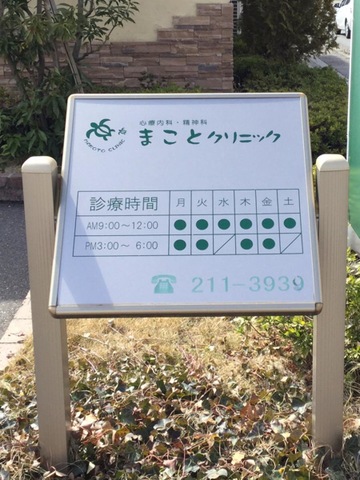 心療内科・精神科
まことクリニック
MAKOTO CLINIC
診療時間 月 火 水 木 金 土
AM9:00〜12:00 ● ● ● ● ● ●
PM3:00〜 6:00 ● ● ／ ● ● ／
☎ 211-3939